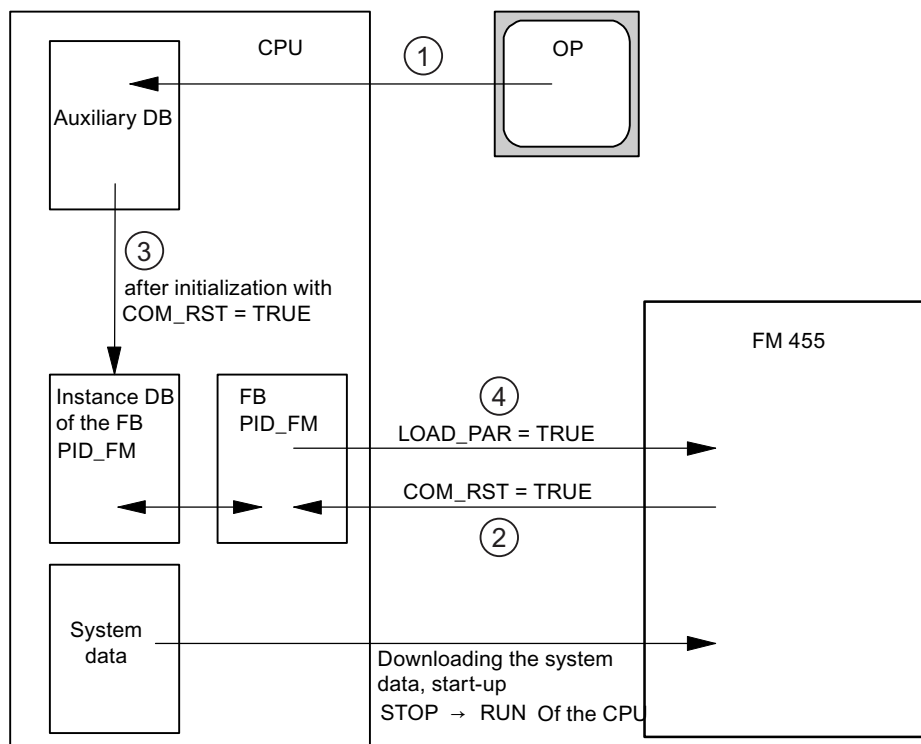 CPU
OP
1
Auxiliary DB
3
after initialization with
COM_RST = TRUE
FM 455
Instance DB
of the FB
PID_FM
FB
PID_FM
4
LOAD_PAR = TRUE
COM_RST = TRUE
2
System
data
Downloading the system
data, start-up
STOP → RUN Of the CPU